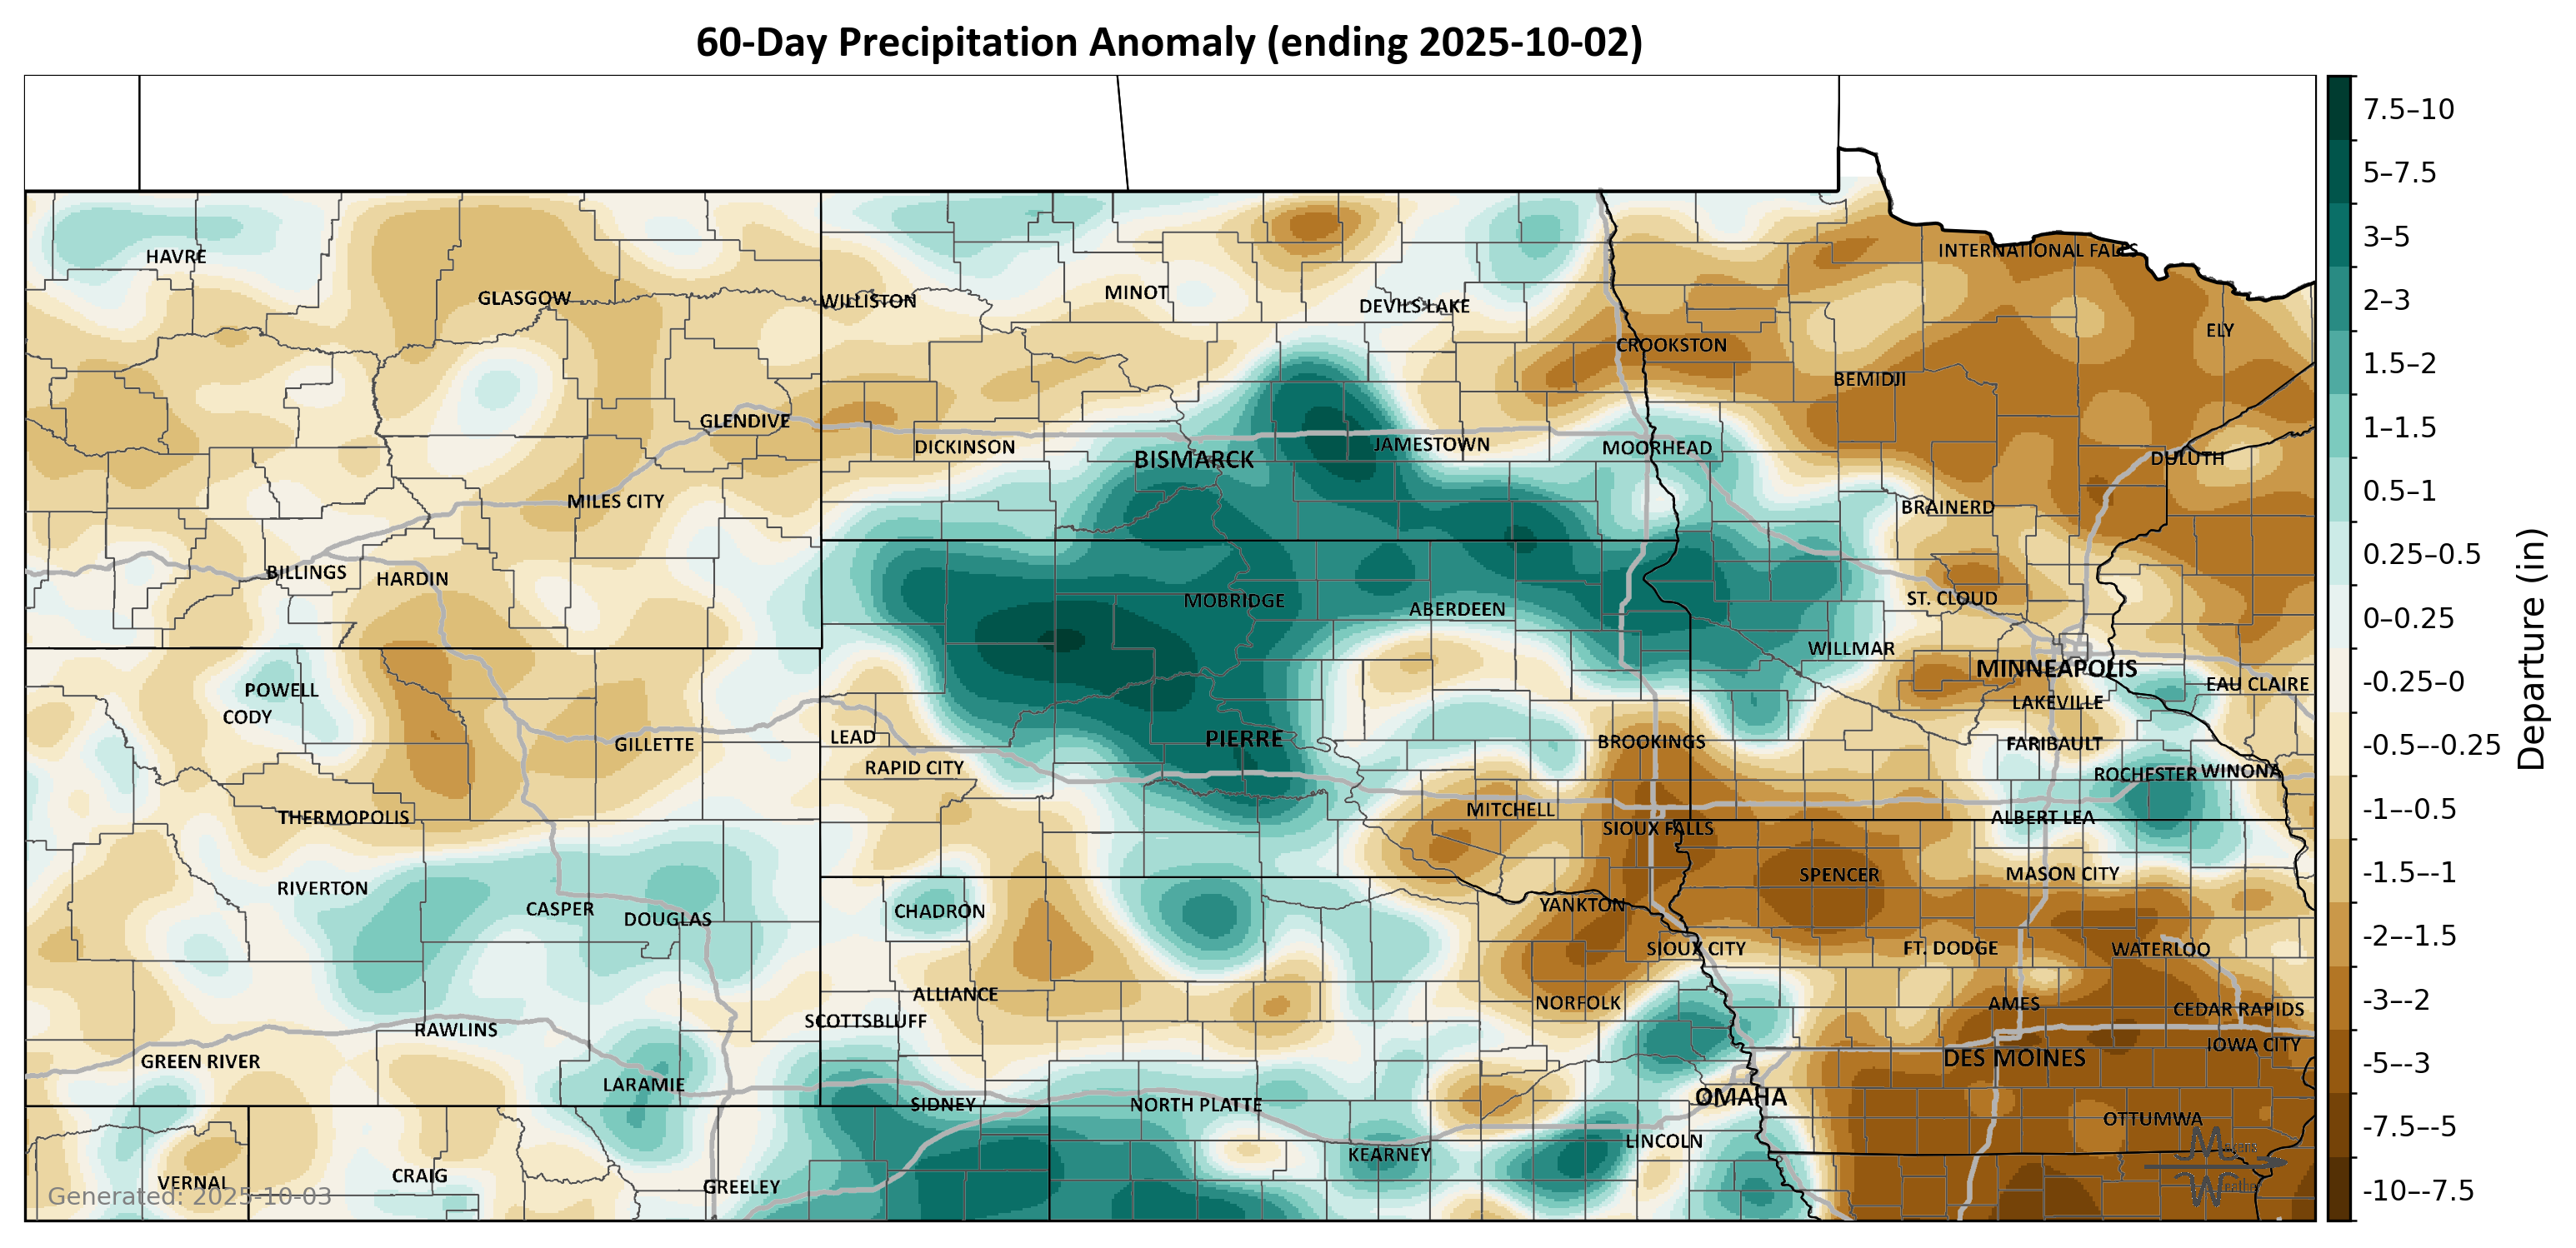 60-Day Precipitation Anomaly (ending 2025-10-02)
HAVRE
INTERNATIONAL FALLS
GLASGOW
WILLISTON
MINOT
DEVILS LAKE
ELY
CROOKSTON
BEMIDJI
GLENDIVE
DICKINSON
BISMARCK
JAMESTOWN
MOORHEAD
DULUTH
MILES CITY
BRAINERD
BILLINGS
HARDIN
MOBRIDGE
ABERDEEN
ST. CLOUD
WILLMAR
MINNEAPOLIS
POWELL
EAU CLAIRE
CODY
LAKEVILLE
GILLETTE
LEAD
PIERRE
BROOKINGS
FARIBAULT
RAPID CITY
ROCHESTER
WINONA
THERMOPOLIS
MITCHELL
SIOUX FALLS
ALBERT LEA
RIVERTON
SPENCER
MASON CITY
CASPER
DOUGLAS
CHADRON
YANKTON
SIOUX CITY
FT. DODGE
WATERLOO
ALLIANCE
NORFOLK
AMES
CEDAR RAPIDS
SCOTTSBLUFF
RAWLINS
GREEN RIVER
DES MOINES
IOWA CITY
LARAMIE
SIDNEY
NORTH PLATTE
OMAHA
OTTUMWA
LINCOLN
KEARNEY
VERNAL
CRAIG
GREELEY
Generated: 2025-10-03
Myers
Weather
7.5–10
5–7.5
3–5
2–3
1.5–2
1–1.5
0.5–1
0.25–0.5
0–0.25
-0.25–0
-0.5–-0.25
-1–-0.5
-1.5–-1
-2–-1.5
-3–-2
-5–-3
-7.5–-5
-10–-7.5
Departure (in)